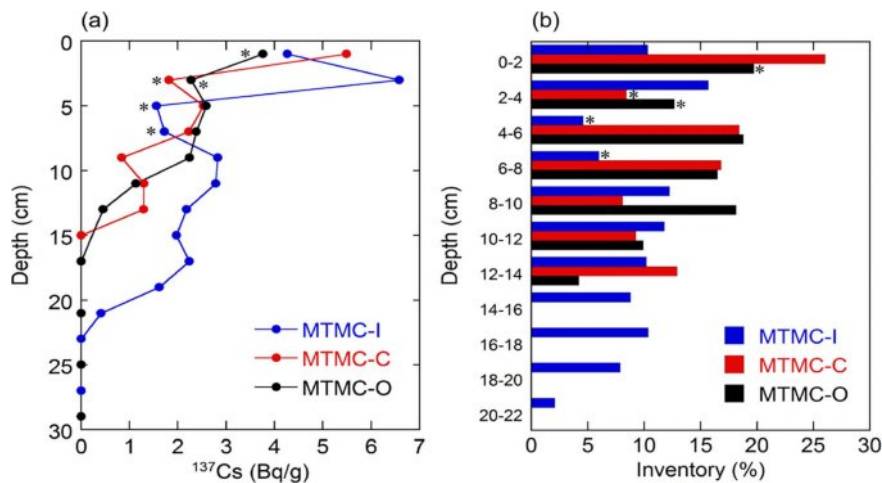 (a)
0
5
10
15
20
25
30
Depth (cm)
*
*
*
*
*
MTMC-I
MTMC-C
MTMC-O
0 1 2 3 4 5 6 7
¹³⁷Cs (Bq/g)
(b)
0-2
2-4
4-6
6-8
8-10
10-12
12-14
14-16
16-18
18-20
20-22
Depth (cm)
*
*
*
*
*
MTMC-I
MTMC-C
MTMC-O
0 5 10 15 20 25 30
Inventory (%)